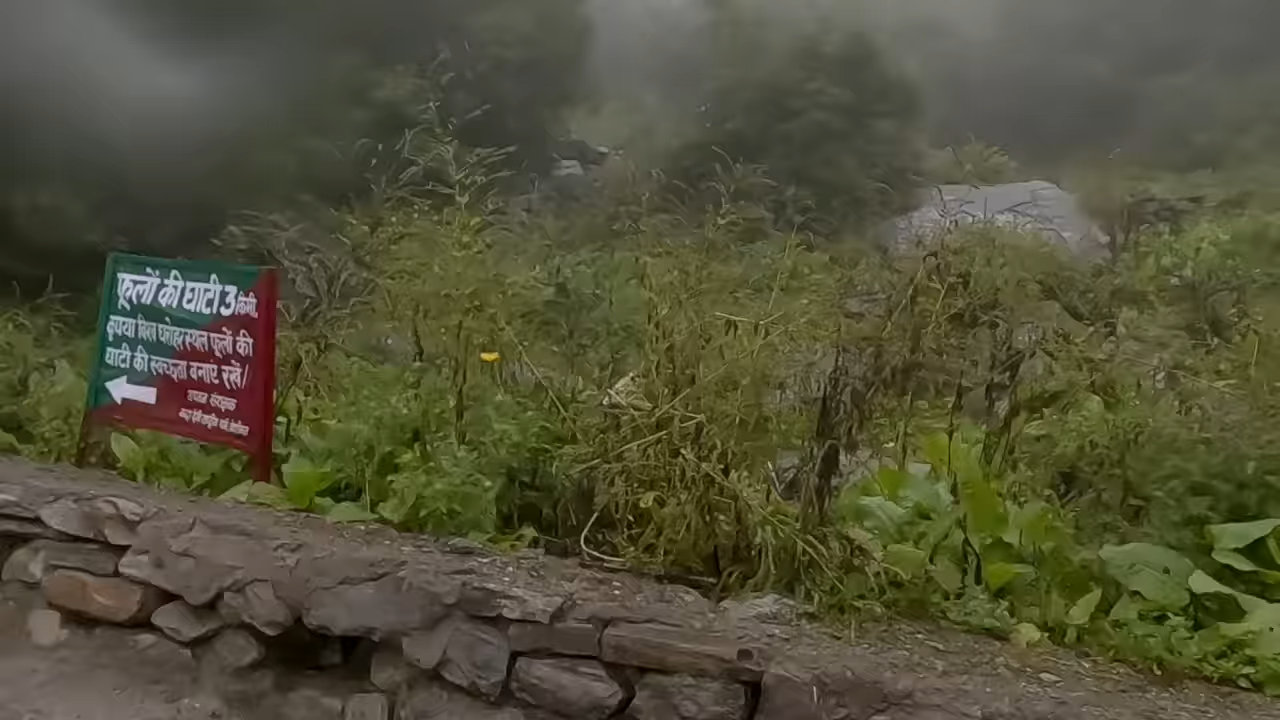 फूलों की घाटी 3 किमी.
कृपया विश्व धरोहर स्थल फूलों की
घाटी की स्वच्छता बनाएं रखें।